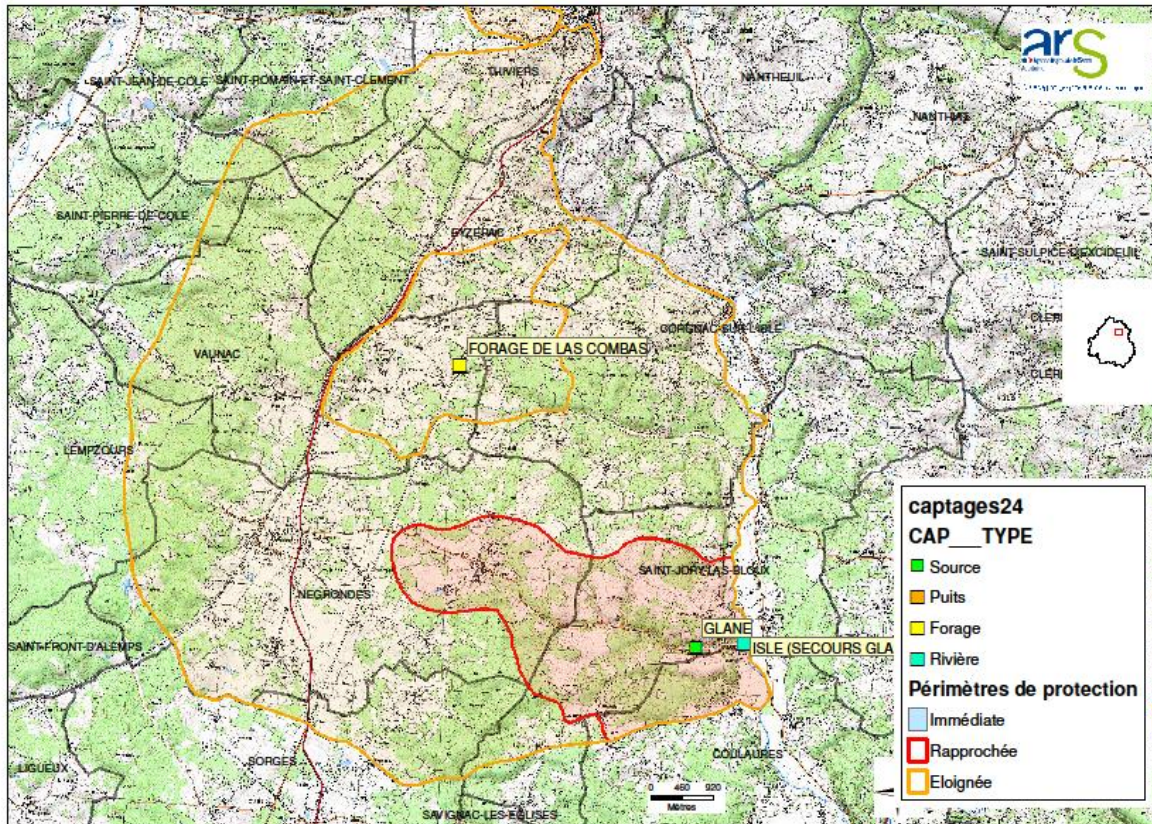 ars
SAINT-JEAN-DE-COLE
SAINT-ROMAIN-ET-SAINT-CLEMENT
THIVIERS
NANTHEUIL
NANTHIAT
SAINT-PIERRE-DE-COLE
EYZERAC
SAINT-SULPICE-D'EXCIDEUIL
CORGNAC-SUR-L'ISLE
CLER
FORAGE DE LAS COMBAS
VAUNAC
CLER
LEMPZOURS
captages24
CAP___TYPE
Source
Puits
Forage
Rivière
Périmètres de protection
Immédiate
Rapprochée
Eloignée
SAINT-JORY-LAS-BLOUX
NEGRONDES
GLANE
SAINT-FRONT-D'ALEMPS
ISLE (SECOURS GLA
COULAURES
LIGUEUX
SORGES
0 460 920
Mètres
SAVIGNAC-LES-EGLISES